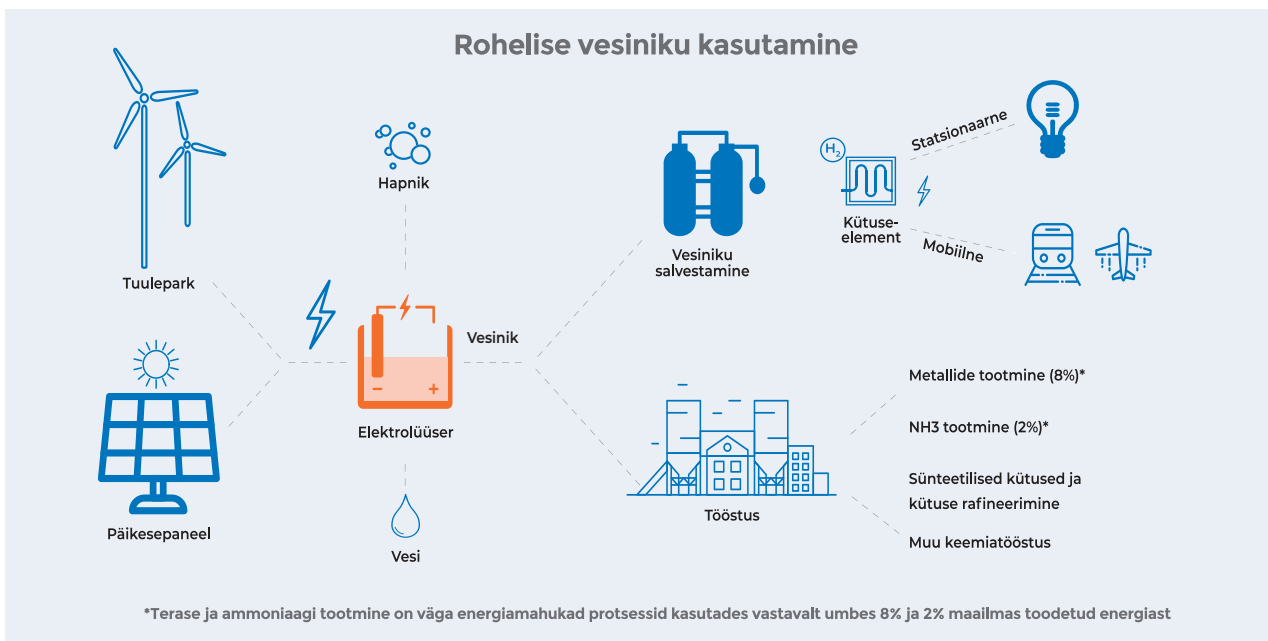 Rohelise vesiniku kasutamine
Tuulepark
Päikesepaneel
Hapnik
Elektrolüüser
- +
Vesi
Vesinik
Vesiniku
salvestamine
H2
Kütuse-
element
Statsionaarne
Mobiilne
Tööstus
Metallide tootmine (8%)*
NH3 tootmine (2%)*
Sünteetilised kütused ja
kütuse rafineerimine
Muu keemiatööstus
*Terase ja ammoniaagi tootmine on väga energiamahukad protsessid kasutades vastavalt umbes 8% ja 2% maailmas toodetud energiast